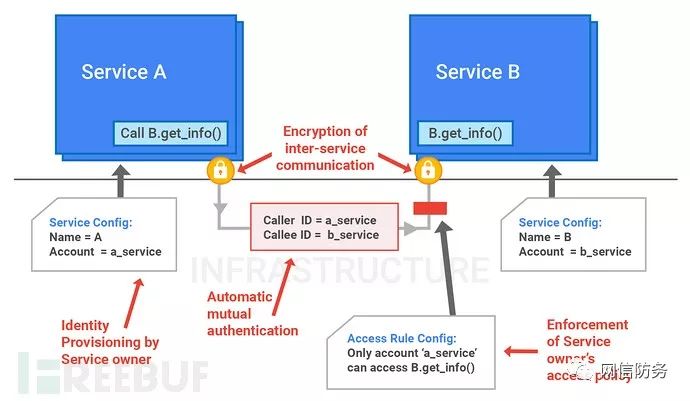 Service A
Service B
Call B.get_info()
B.get_info()
Encryption of
inter-service
communication
Service Config:
Name = A
Account = a_service
Caller ID = a_service
Callee ID = b_service
Service Config:
Name = B
Account = b_service
INFRASTRUCTURE
Identity
Provisioning by
Service owner
Automatic
mutual
authentication
Access Rule Config:
Only account ‘a_service’
can access B.get_info()
Enforcement
of Service
owner's
access policy
FREEBUF
网信防务